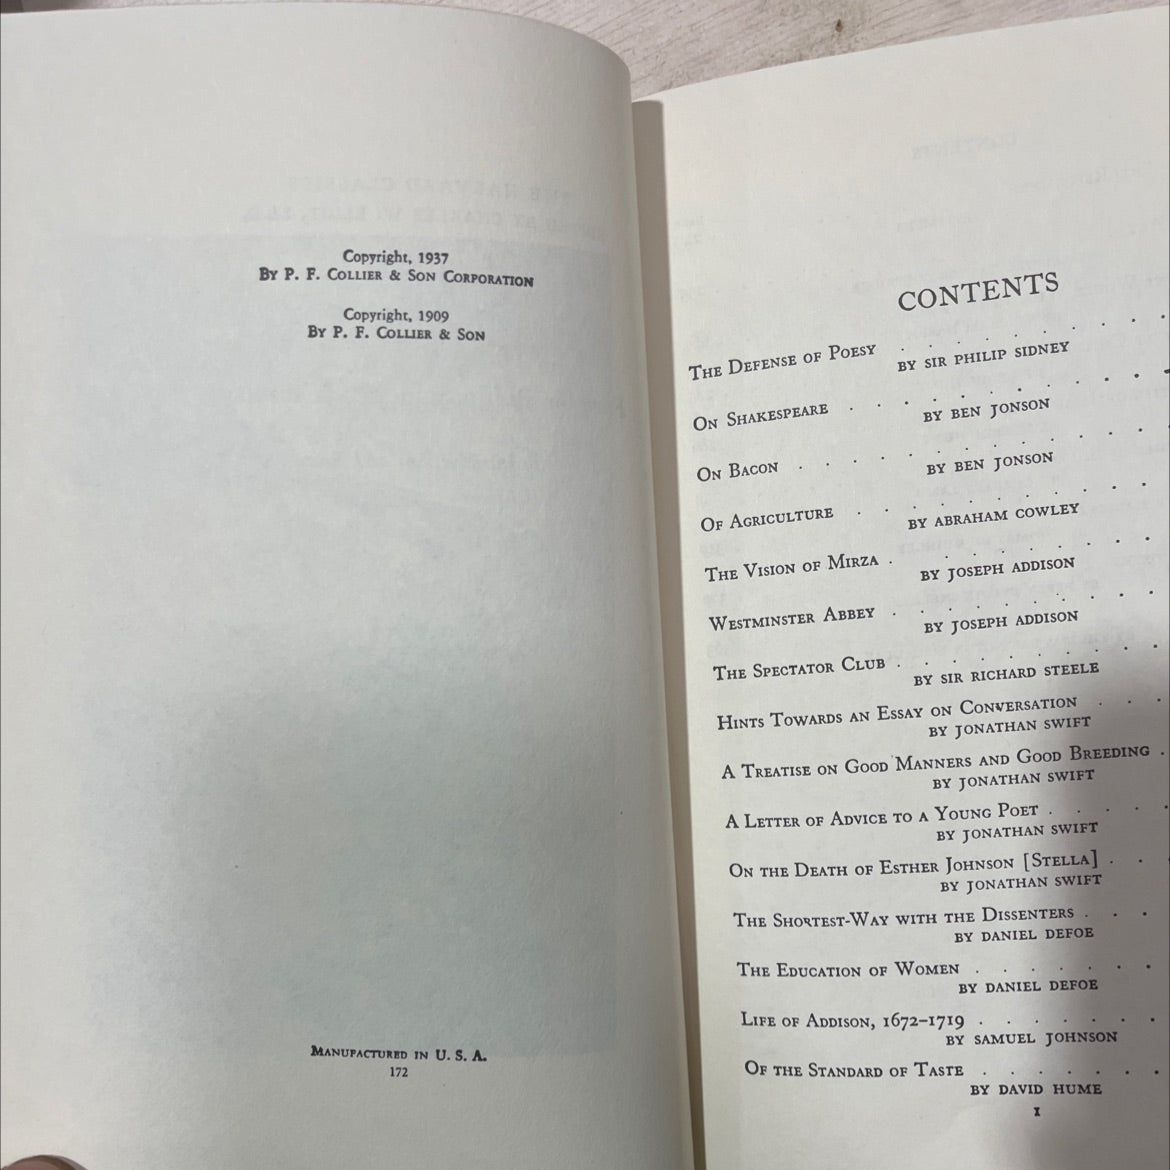 Copyright, 1937
By P. F. Collier & Son Corporation
Copyright, 1909
By P. F. Collier & Son
Manufactured in U. S. A.
172
CONTENTS
The Defense of Poesy . . . . . . . . .
BY SIR PHILIP SIDNEY
On Shakespeare . . . . . . . . . . .
BY BEN JONSON
On Bacon . . . . . . . . . . . .
BY BEN JONSON
Of Agriculture . . . . . . . . . .
BY ABRAHAM COWLEY
The Vision of Mirza . . . . . . . . .
BY JOSEPH ADDISON
Westminster Abbey . . . . . . . . .
BY JOSEPH ADDISON
The Spectator Club . . . . . . . . . .
BY SIR RICHARD STEELE
Hints Towards an Essay on Conversation . . .
BY JONATHAN SWIFT
A Treatise on Good Manners and Good Breeding .
BY JONATHAN SWIFT
A Letter of Advice to a Young Poet . . . . .
BY JONATHAN SWIFT
On the Death of Esther Johnson [Stella] . . .
BY JONATHAN SWIFT
The Shortest-Way with the Dissenters . . .
BY DANIEL DEFOE
The Education of Women . . . . . . .
BY DANIEL DEFOE
Life of Addison, 1672–1719 . . . . . . .
BY SAMUEL JOHNSON
Of the Standard of Taste . . . . . . .
BY DAVID HUME
1